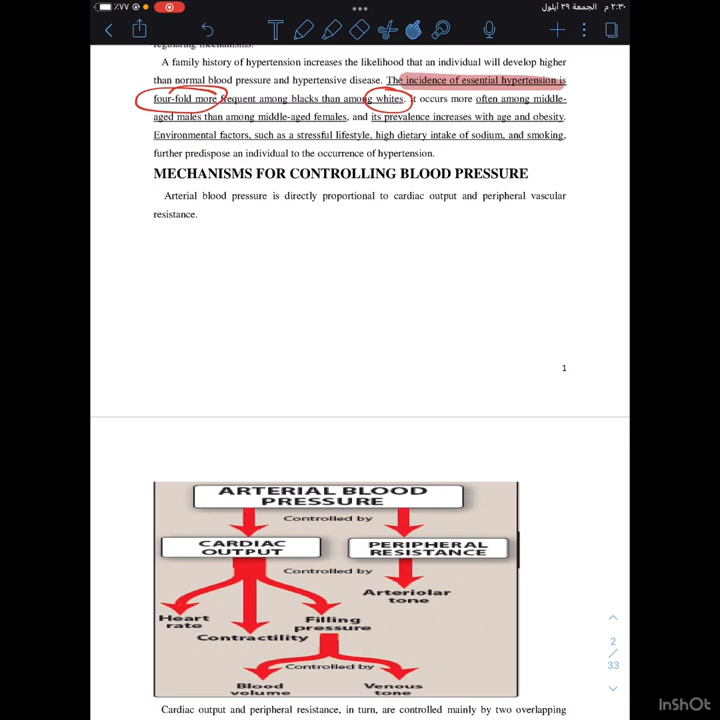 ٪٧٧
٢:٣٠ م الجمعة ٢٩ أيلول
regulating mechanisms.
A family history of hypertension increases the likelihood that an individual will develop higher
than normal blood pressure and hypertensive disease. The incidence of essential hypertension is
four-fold more frequent among blacks than among whites. It occurs more often among middle-
aged males than among middle-aged females, and its prevalence increases with age and obesity.
Environmental factors, such as a stressful lifestyle, high dietary intake of sodium, and smoking,
further predispose an individual to the occurrence of hypertension.
MECHANISMS FOR CONTROLLING BLOOD PRESSURE
Arterial blood pressure is directly proportional to cardiac output and peripheral vascular
resistance.
1
ARTERIAL BLOOD
PRESSURE
Controlled by
CARDIAC
OUTPUT
PERIPHERAL
RESISTANCE
Controlled by
Arteriolar
tone
Heart
rate
Contractility
Filling
pressure
Controlled by
Blood
volume
Venous
tone
2
/
33
Cardiac output and peripheral resistance, in turn, are controlled mainly by two overlapping
InShOt